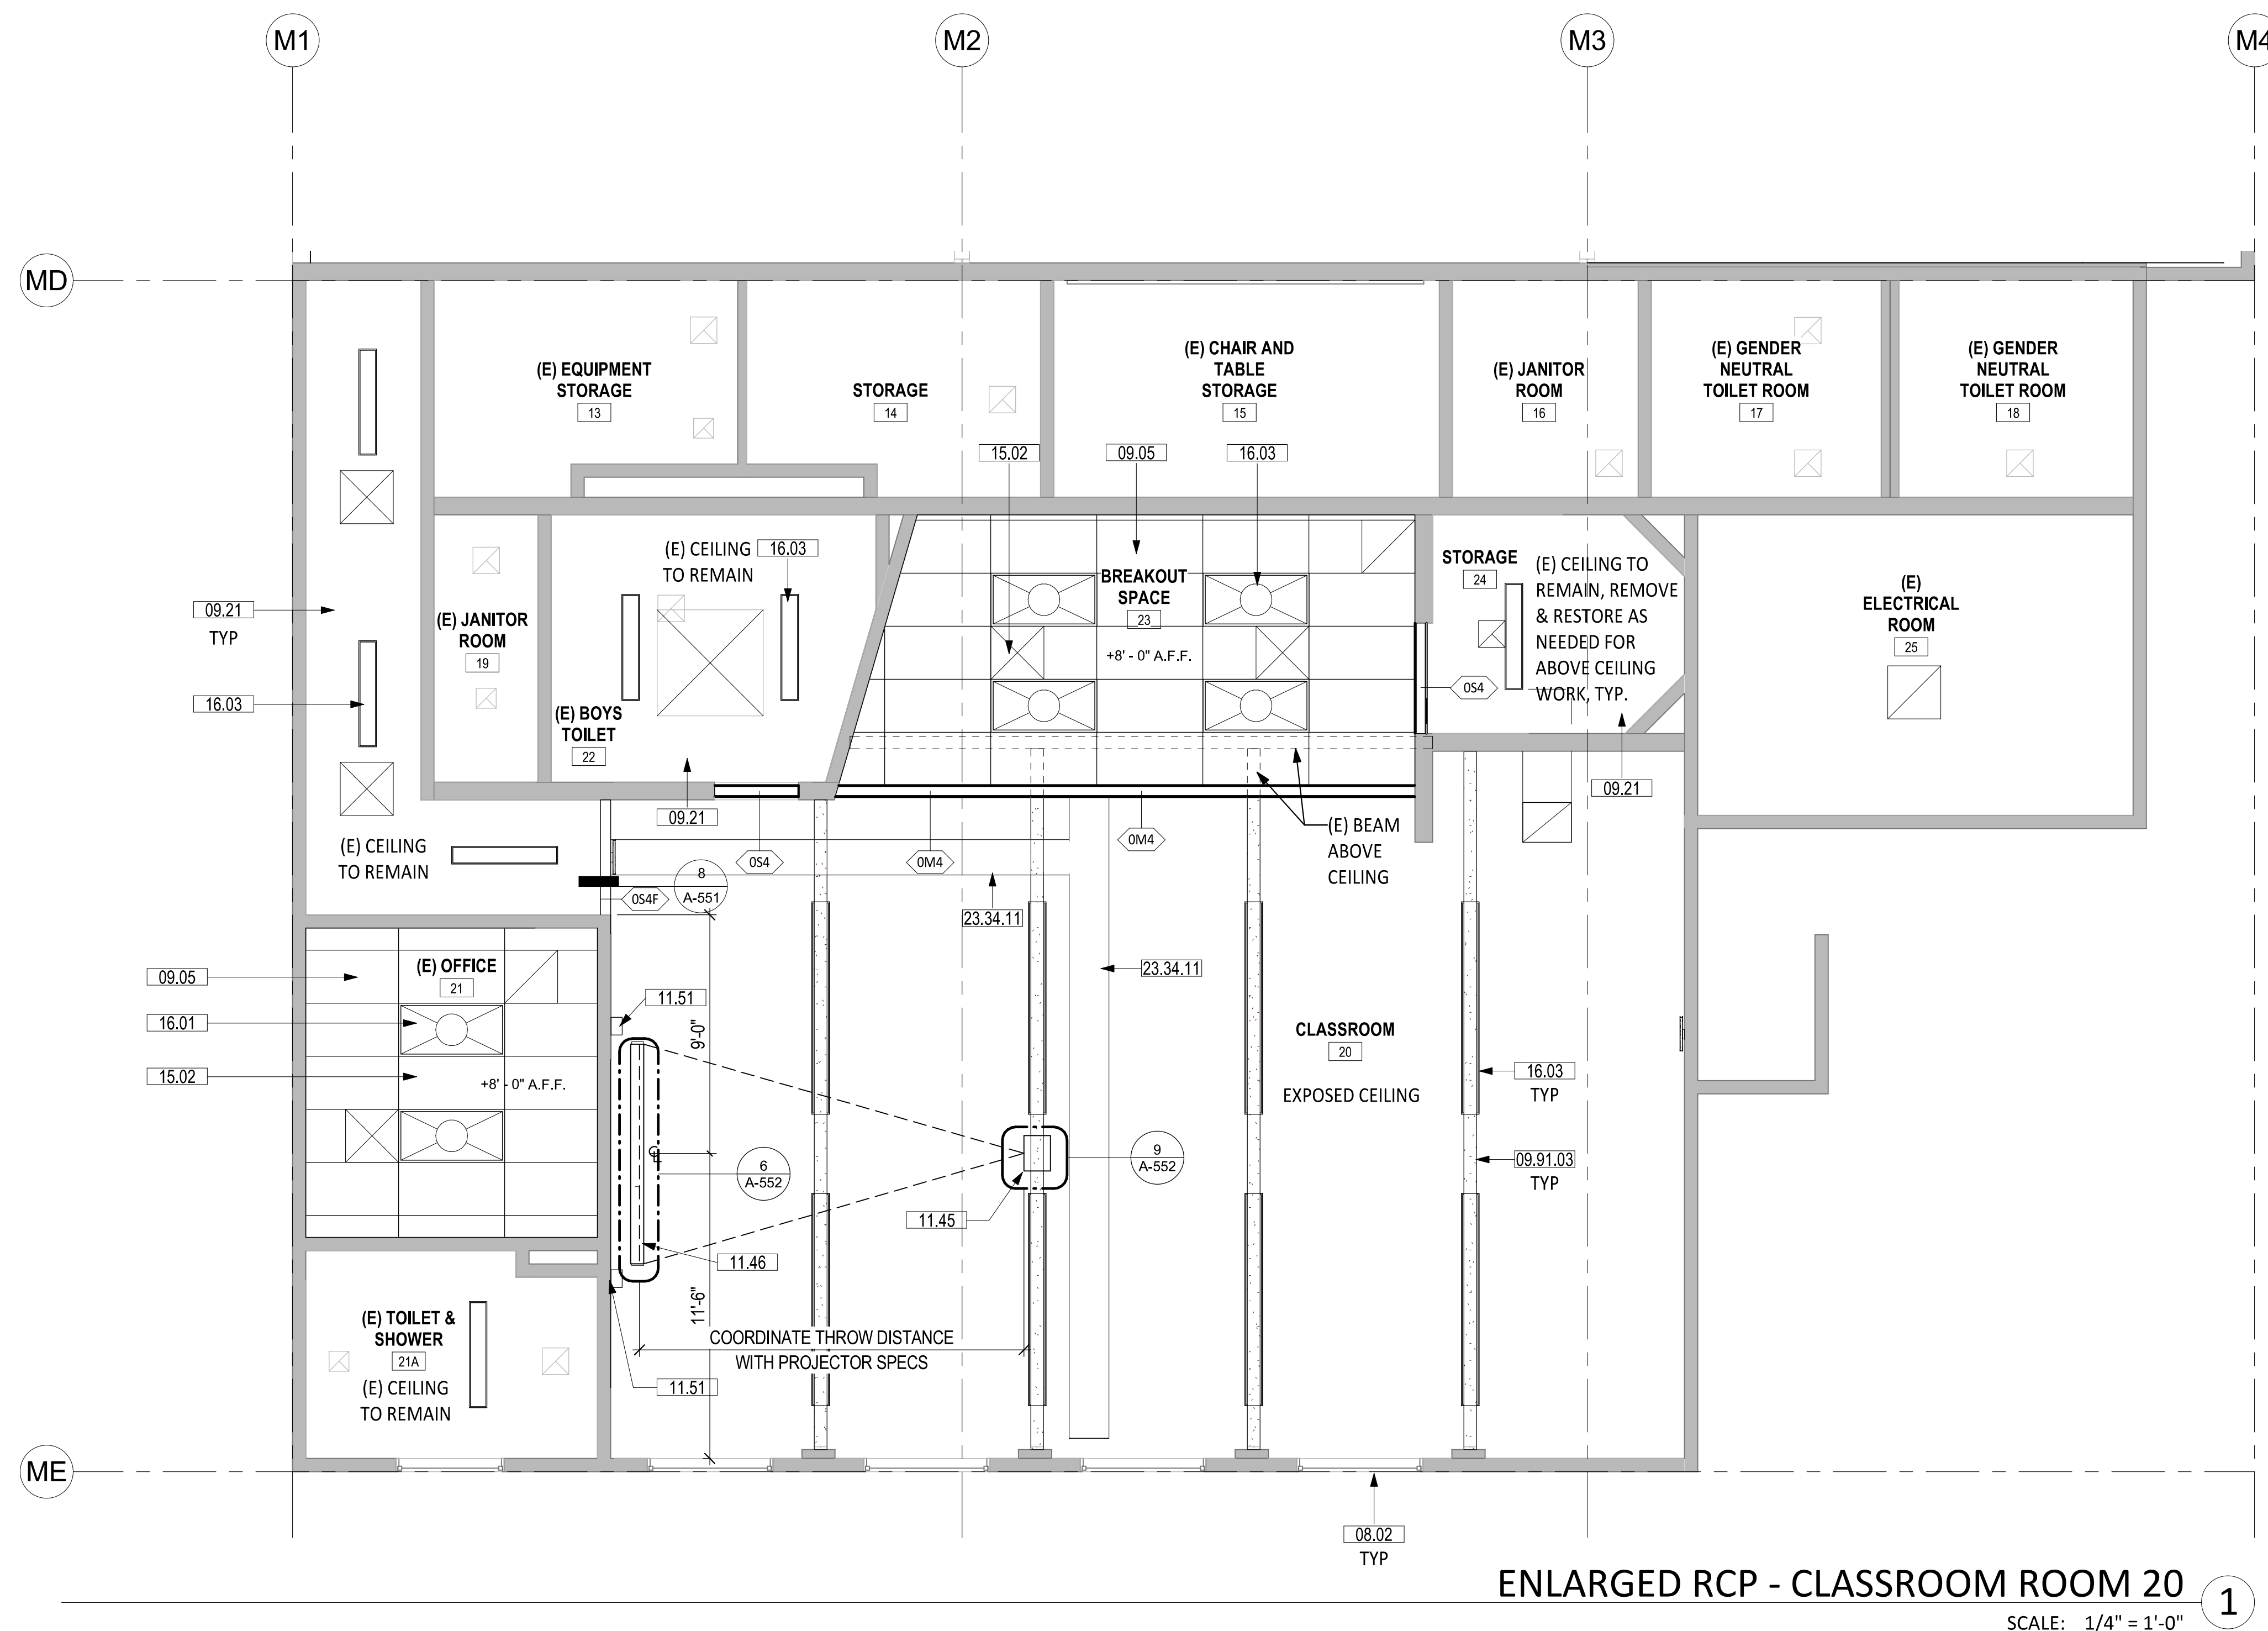 M1
M2
M3
M4
MD
(E) EQUIPMENT
STORAGE
13
STORAGE
14
(E) CHAIR AND
TABLE
STORAGE
15
(E) JANITOR
ROOM
16
(E) GENDER
NEUTRAL
TOILET ROOM
17
(E) GENDER
NEUTRAL
TOILET ROOM
18
15.02
09.05
16.03
(E) CEILING
TO REMAIN
16.03
BREAKOUT
SPACE
23
+8' - 0" A.F.F.
STORAGE
24
(E) CEILING TO
REMAIN, REMOVE
& RESTORE AS
NEEDED FOR
ABOVE CEILING
WORK, TYP.
(E)
ELECTRICAL
ROOM
25
09.21
TYP
(E) JANITOR
ROOM
19
16.03
(E) BOYS
TOILET
22
0S4
09.21
09.21
(E) CEILING
TO REMAIN
0S4
0M4
0M4
(E) BEAM
ABOVE
CEILING
8
A-551
0S4F
23.34.11
23.34.11
09.05
(E) OFFICE
21
16.01
15.02
+8' - 0" A.F.F.
11.51
9'-0"
CLASSROOM
20
EXPOSED CEILING
16.03
TYP
09.91.03
TYP
CL
6
A-552
9
A-552
11.45
11.46
11'-6"
(E) TOILET &
SHOWER
21A
(E) CEILING
TO REMAIN
COORDINATE THROW DISTANCE
WITH PROJECTOR SPECS
11.51
ME
08.02
TYP
ENLARGED RCP - CLASSROOM ROOM 20
1
SCALE: 1/4" = 1'-0"